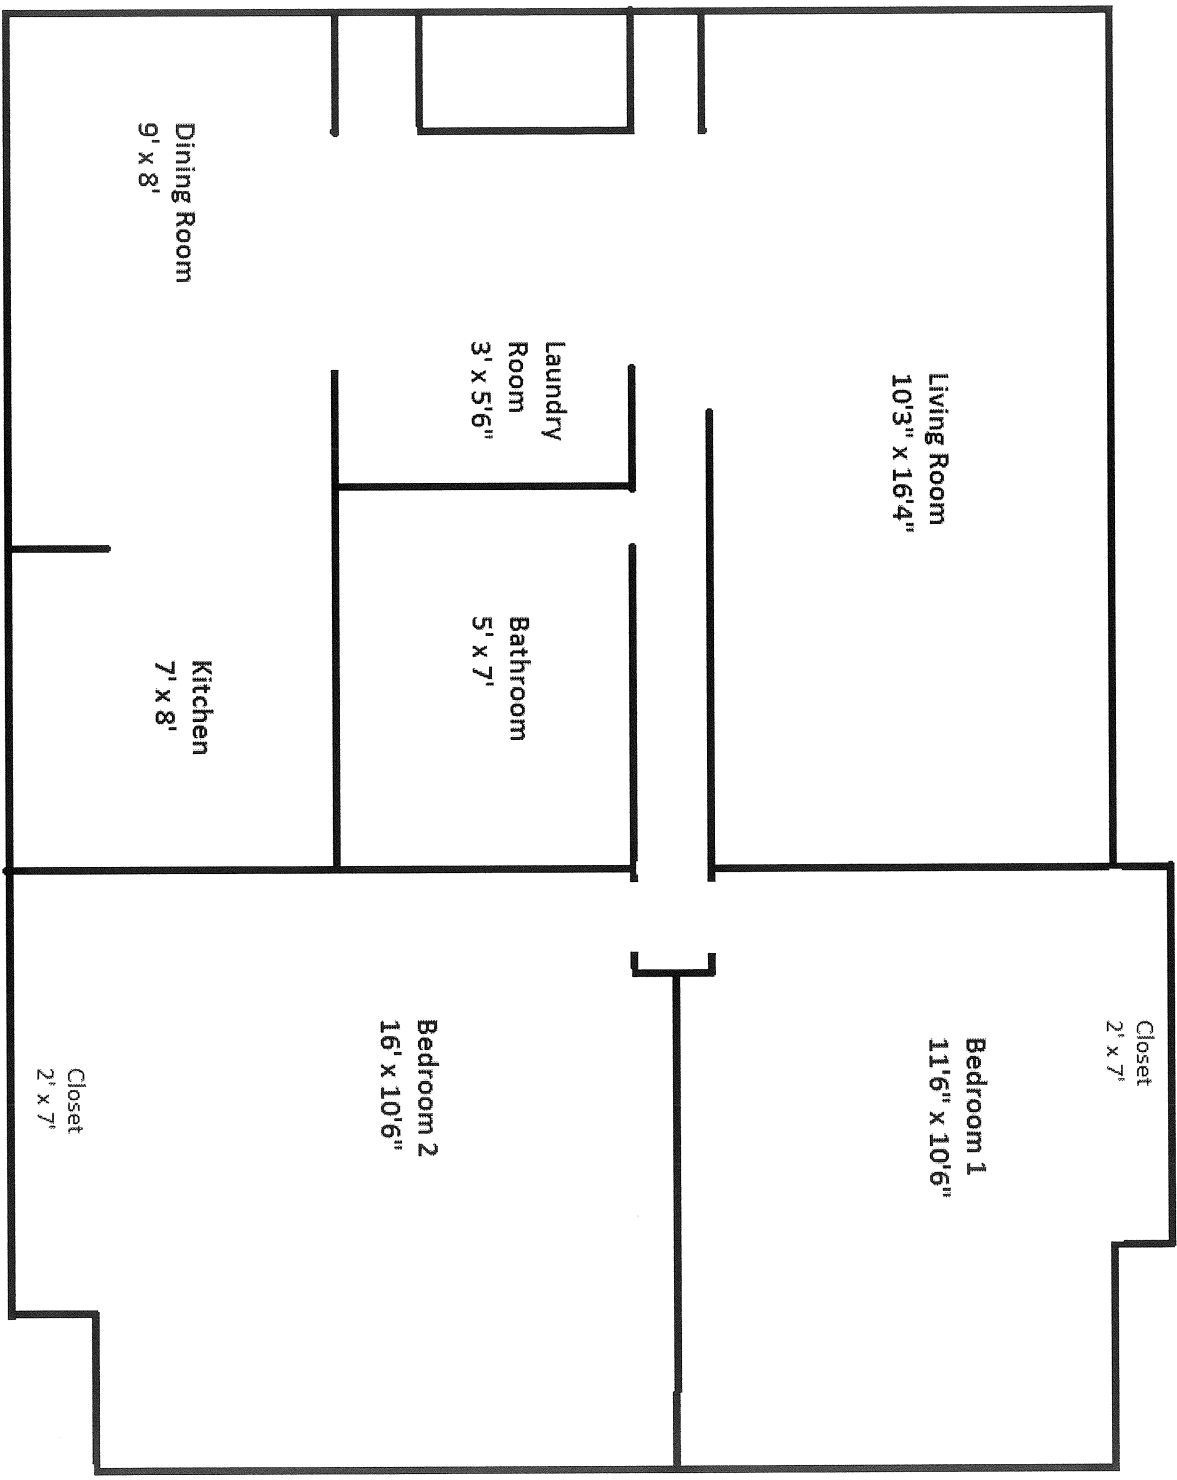 Dining Room
9' x 8'
Laundry
Room
3' x 5'6"
Living Room
10'3" x 16'4"
Bathroom
5' x 7'
Kitchen
7' x 8'
Closet
2' x 7'
Bedroom 1
11'6" x 10'6"
Bedroom 2
16' x 10'6"
Closet
2' x 7'